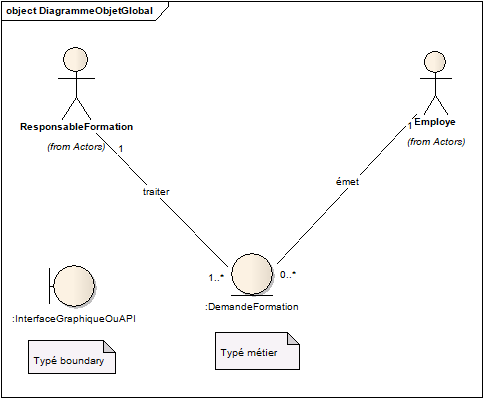 object DiagrammeObjetGlobal
ResponsableFormation
(from Actors)
Employe
(from Actors)
1
1
traiter
émet
1..*
0..*
:DemandeFormation
:InterfaceGraphiqueOuAPI
Typé boundary
Typé métier